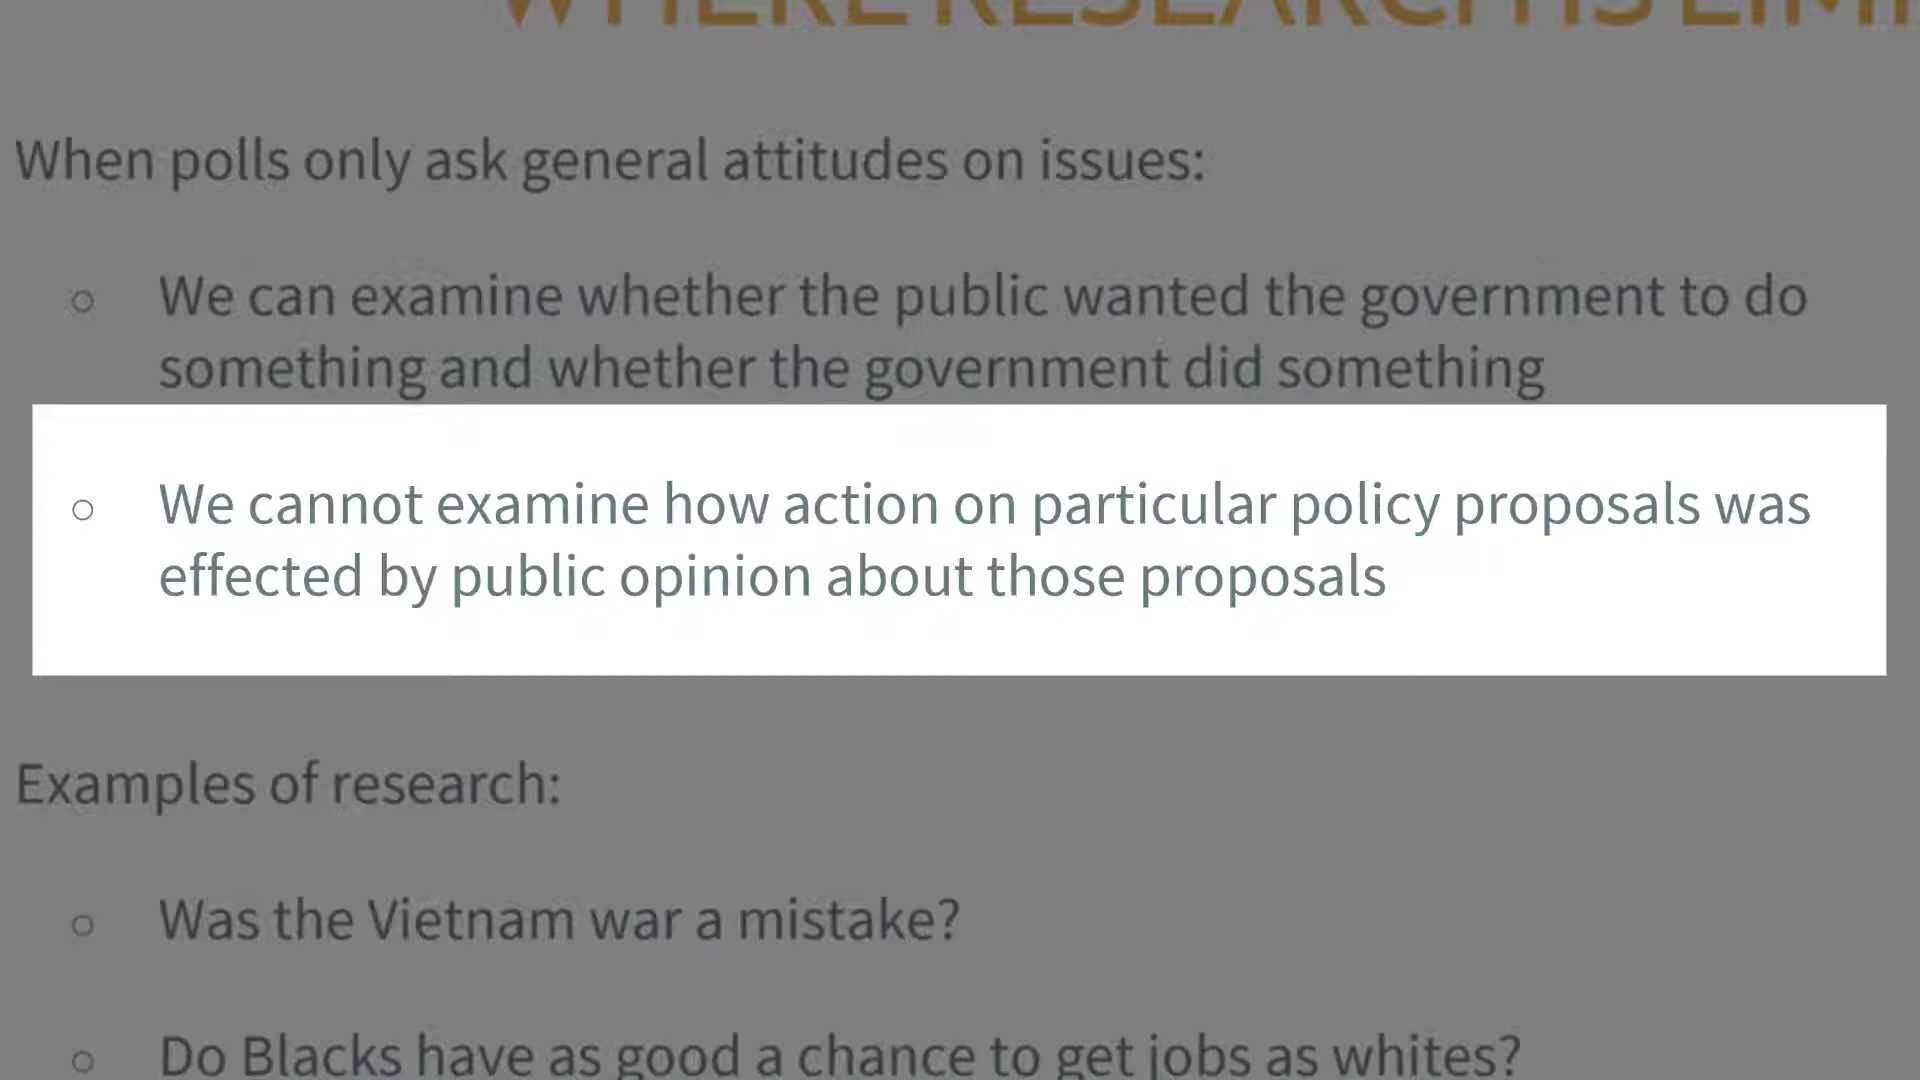 WHERE RESEARCH IS
When polls only ask general attitudes on issues:
○ We can examine whether the public wanted the government to do
something and whether the government did something
○ We cannot examine how action on particular policy proposals was
effected by public opinion about those proposals
Examples of research:
○ Was the Vietnam war a mistake?
○ Do Blacks have as good a chance to get jobs as whites?